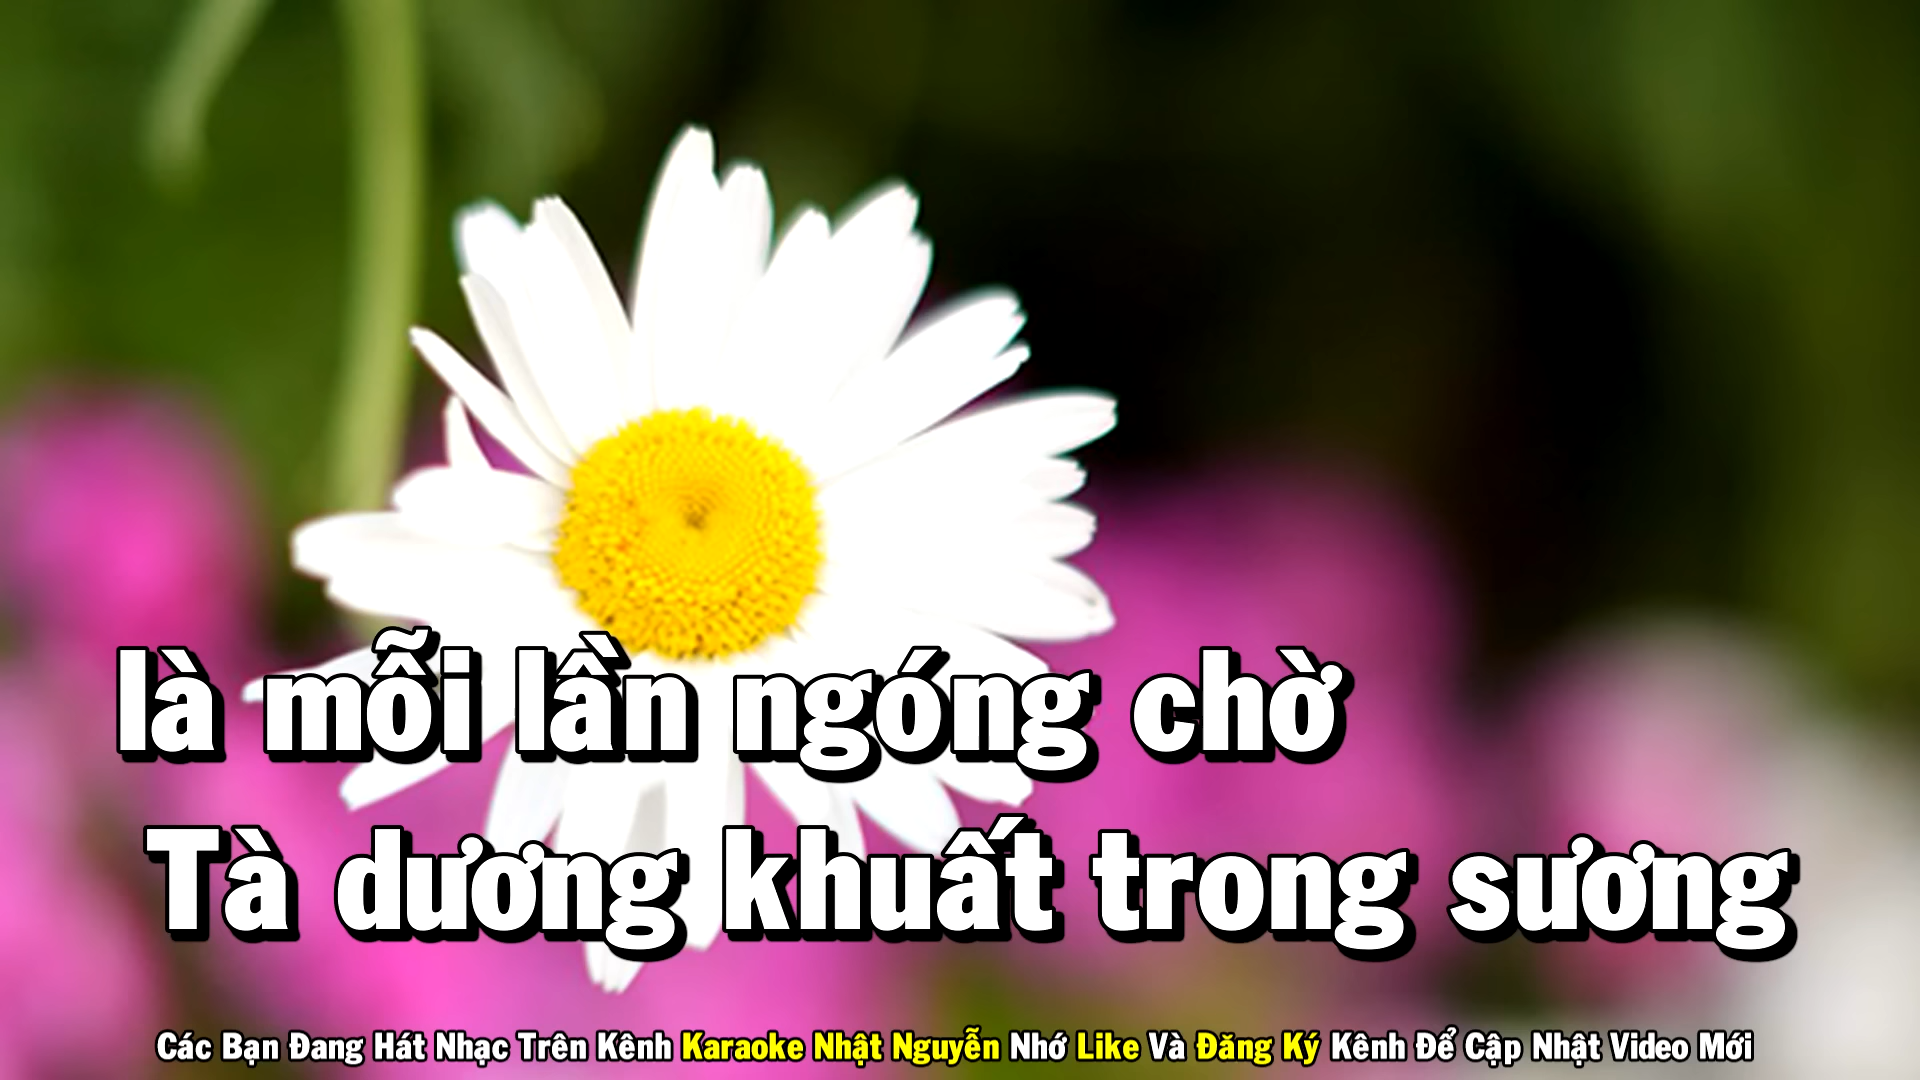 là mỗi lần ngóng chờ
Tà dương khuất trong sương
Các Bạn Đang Hát Nhạc Trên Kênh Karaoke Nhật Nguyễn Nhớ Like Và Đăng Ký Kênh Để Cập Nhật Video Mới